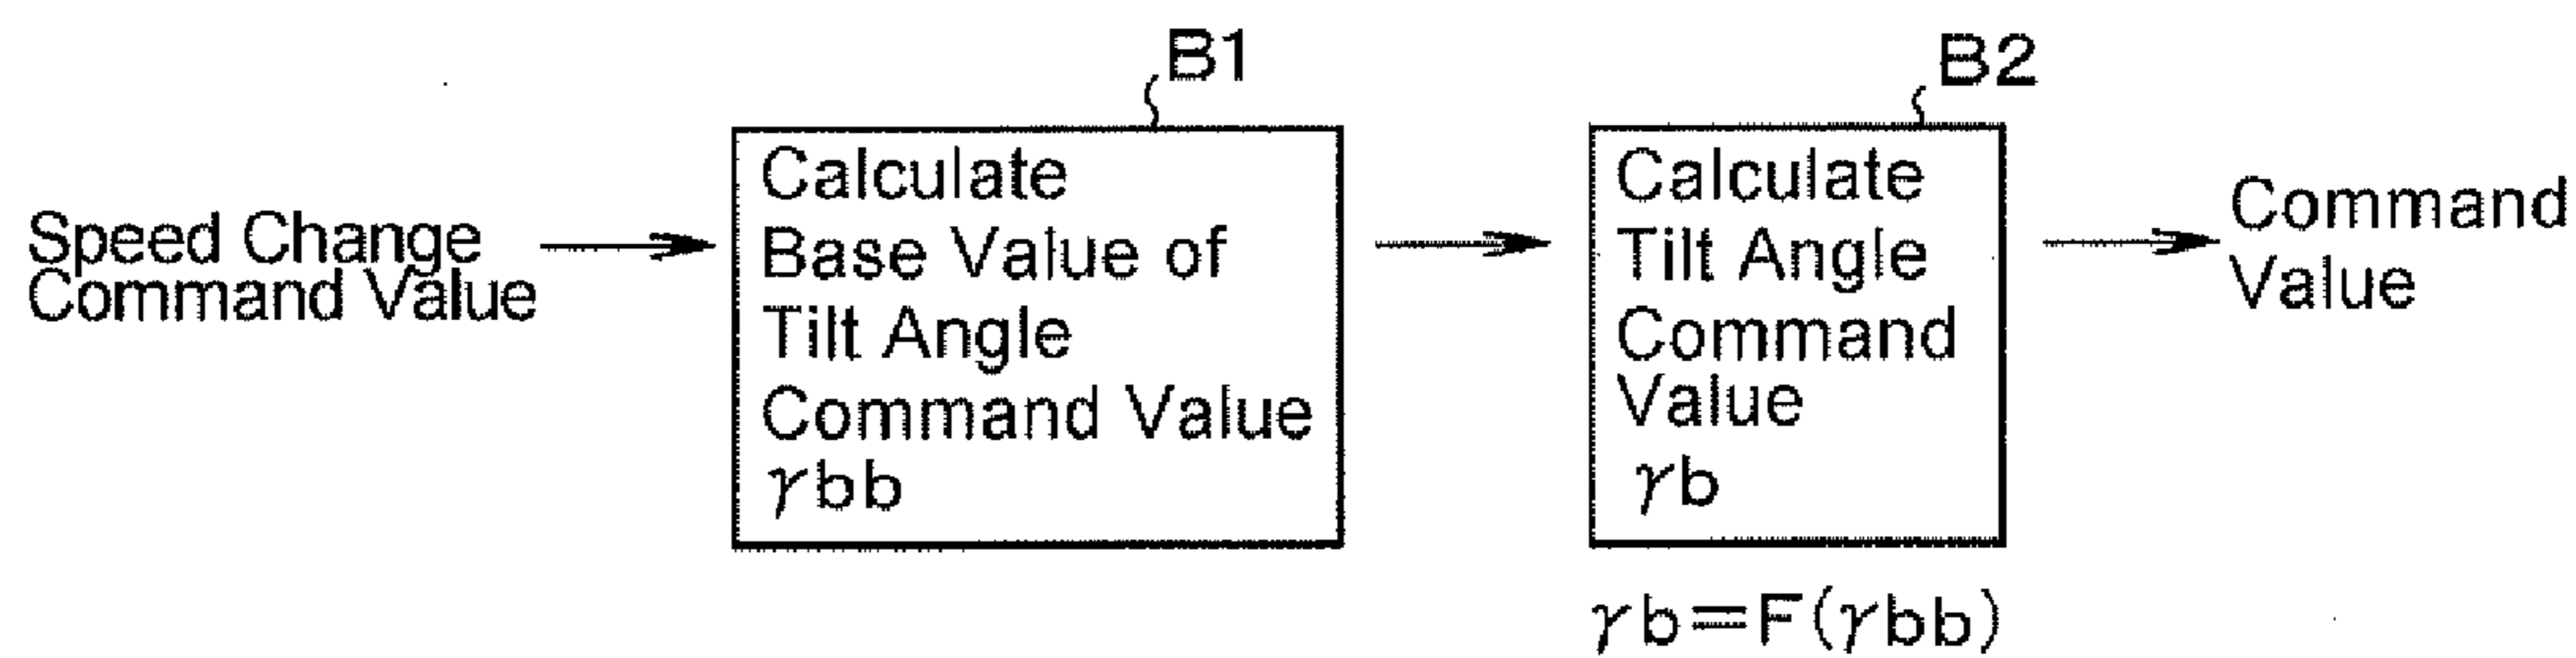 B1
B2
Speed Change
Command Value
Calculate
Base Value of
Tilt Angle
Command Value
γbb
Calculate
Tilt Angle
Command
Value
γb
Command
Value
γb=F(γbb)